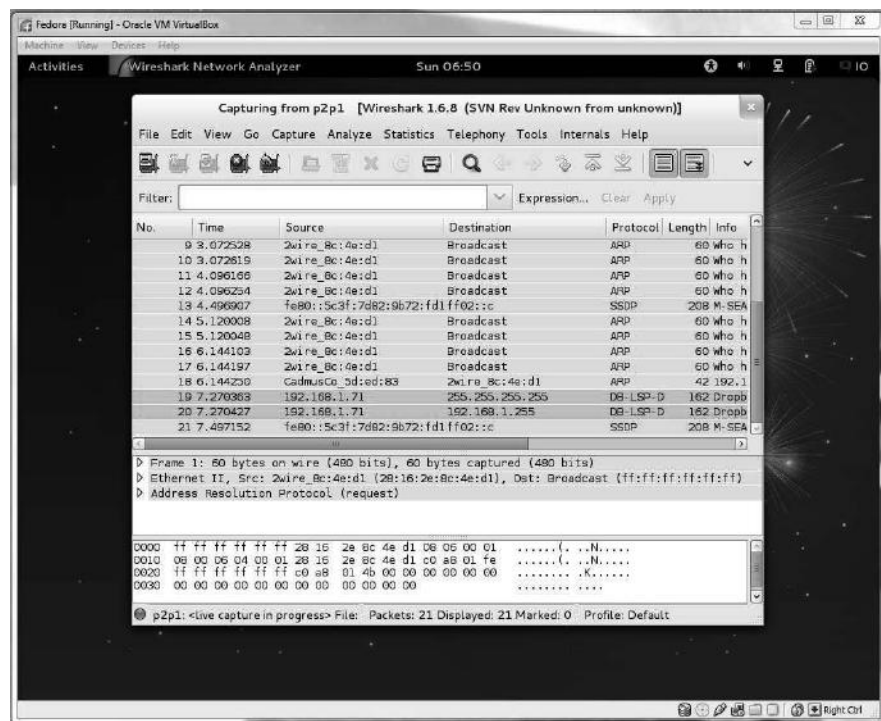 Fedora [Running] - Oracle VM VirtualBox
Machine View Devices Help
Activities Wireshark Network Analyzer Sun 06:50
Capturing from p2p1 [Wireshark 1.6.8 (SVN Rev Unknown from unknown)]
File Edit View Go Capture Analyze Statistics Telephony Tools Internals Help
Filter: Expression... Clear Apply
No. Time Source Destination Protocol Length Info
9 3.072528 2wire_8c:4e:d1 Broadcast ARP 60 Who h
10 3.072619 2wire_8c:4e:d1 Broadcast ARP 60 Who h
11 4.096166 2wire_8c:4e:d1 Broadcast ARP 60 Who h
12 4.096254 2wire_8c:4e:d1 Broadcast ARP 60 Who h
13 4.496907 fe80::5c3f:7d82:9b72:fd1ff02::c SSDP 208 M-SEA
14 5.120008 2wire_8c:4e:d1 Broadcast ARP 60 Who h
15 5.120048 2wire_8c:4e:d1 Broadcast ARP 60 Who h
16 6.144103 2wire_8c:4e:d1 Broadcast ARP 60 Who h
17 6.144197 2wire_8c:4e:d1 Broadcast ARP 60 Who h
18 6.144250 CadmusCo_5d:ed:83 2wire_8c:4e:d1 ARP 42 192.1
19 7.270363 192.168.1.71 255.255.255.255 DB-LSP-D 162 Dropb
20 7.270427 192.168.1.71 192.168.1.255 DB-LSP-D 162 Dropb
21 7.497152 fe80::5c3f:7d82:9b72:fd1ff02::c SSDP 208 M-SEA
Frame 1: 60 bytes on wire (480 bits), 60 bytes captured (480 bits)
Ethernet II, Src: 2wire_8c:4e:d1 (28:16:2e:8c:4e:d1), Dst: Broadcast (ff:ff:ff:ff:ff:ff)
Address Resolution Protocol (request)
0000 ff ff ff ff ff ff 28 16 2e 8c 4e d1 08 06 00 01 ......(. ..N.....
0010 08 00 06 04 00 01 28 16 2e 8c 4e d1 c0 a8 01 fe ......(. ..N.....
0020 ff ff ff ff ff ff c0 a8 01 4b 00 00 00 00 00 00 ........ .K......
0030 00 00 00 00 00 00 00 00 00 00 00 00 ........ ....
p2p1: <live capture in progress> File: Packets: 21 Displayed: 21 Marked: 0 Profile: Default
Right Ctrl